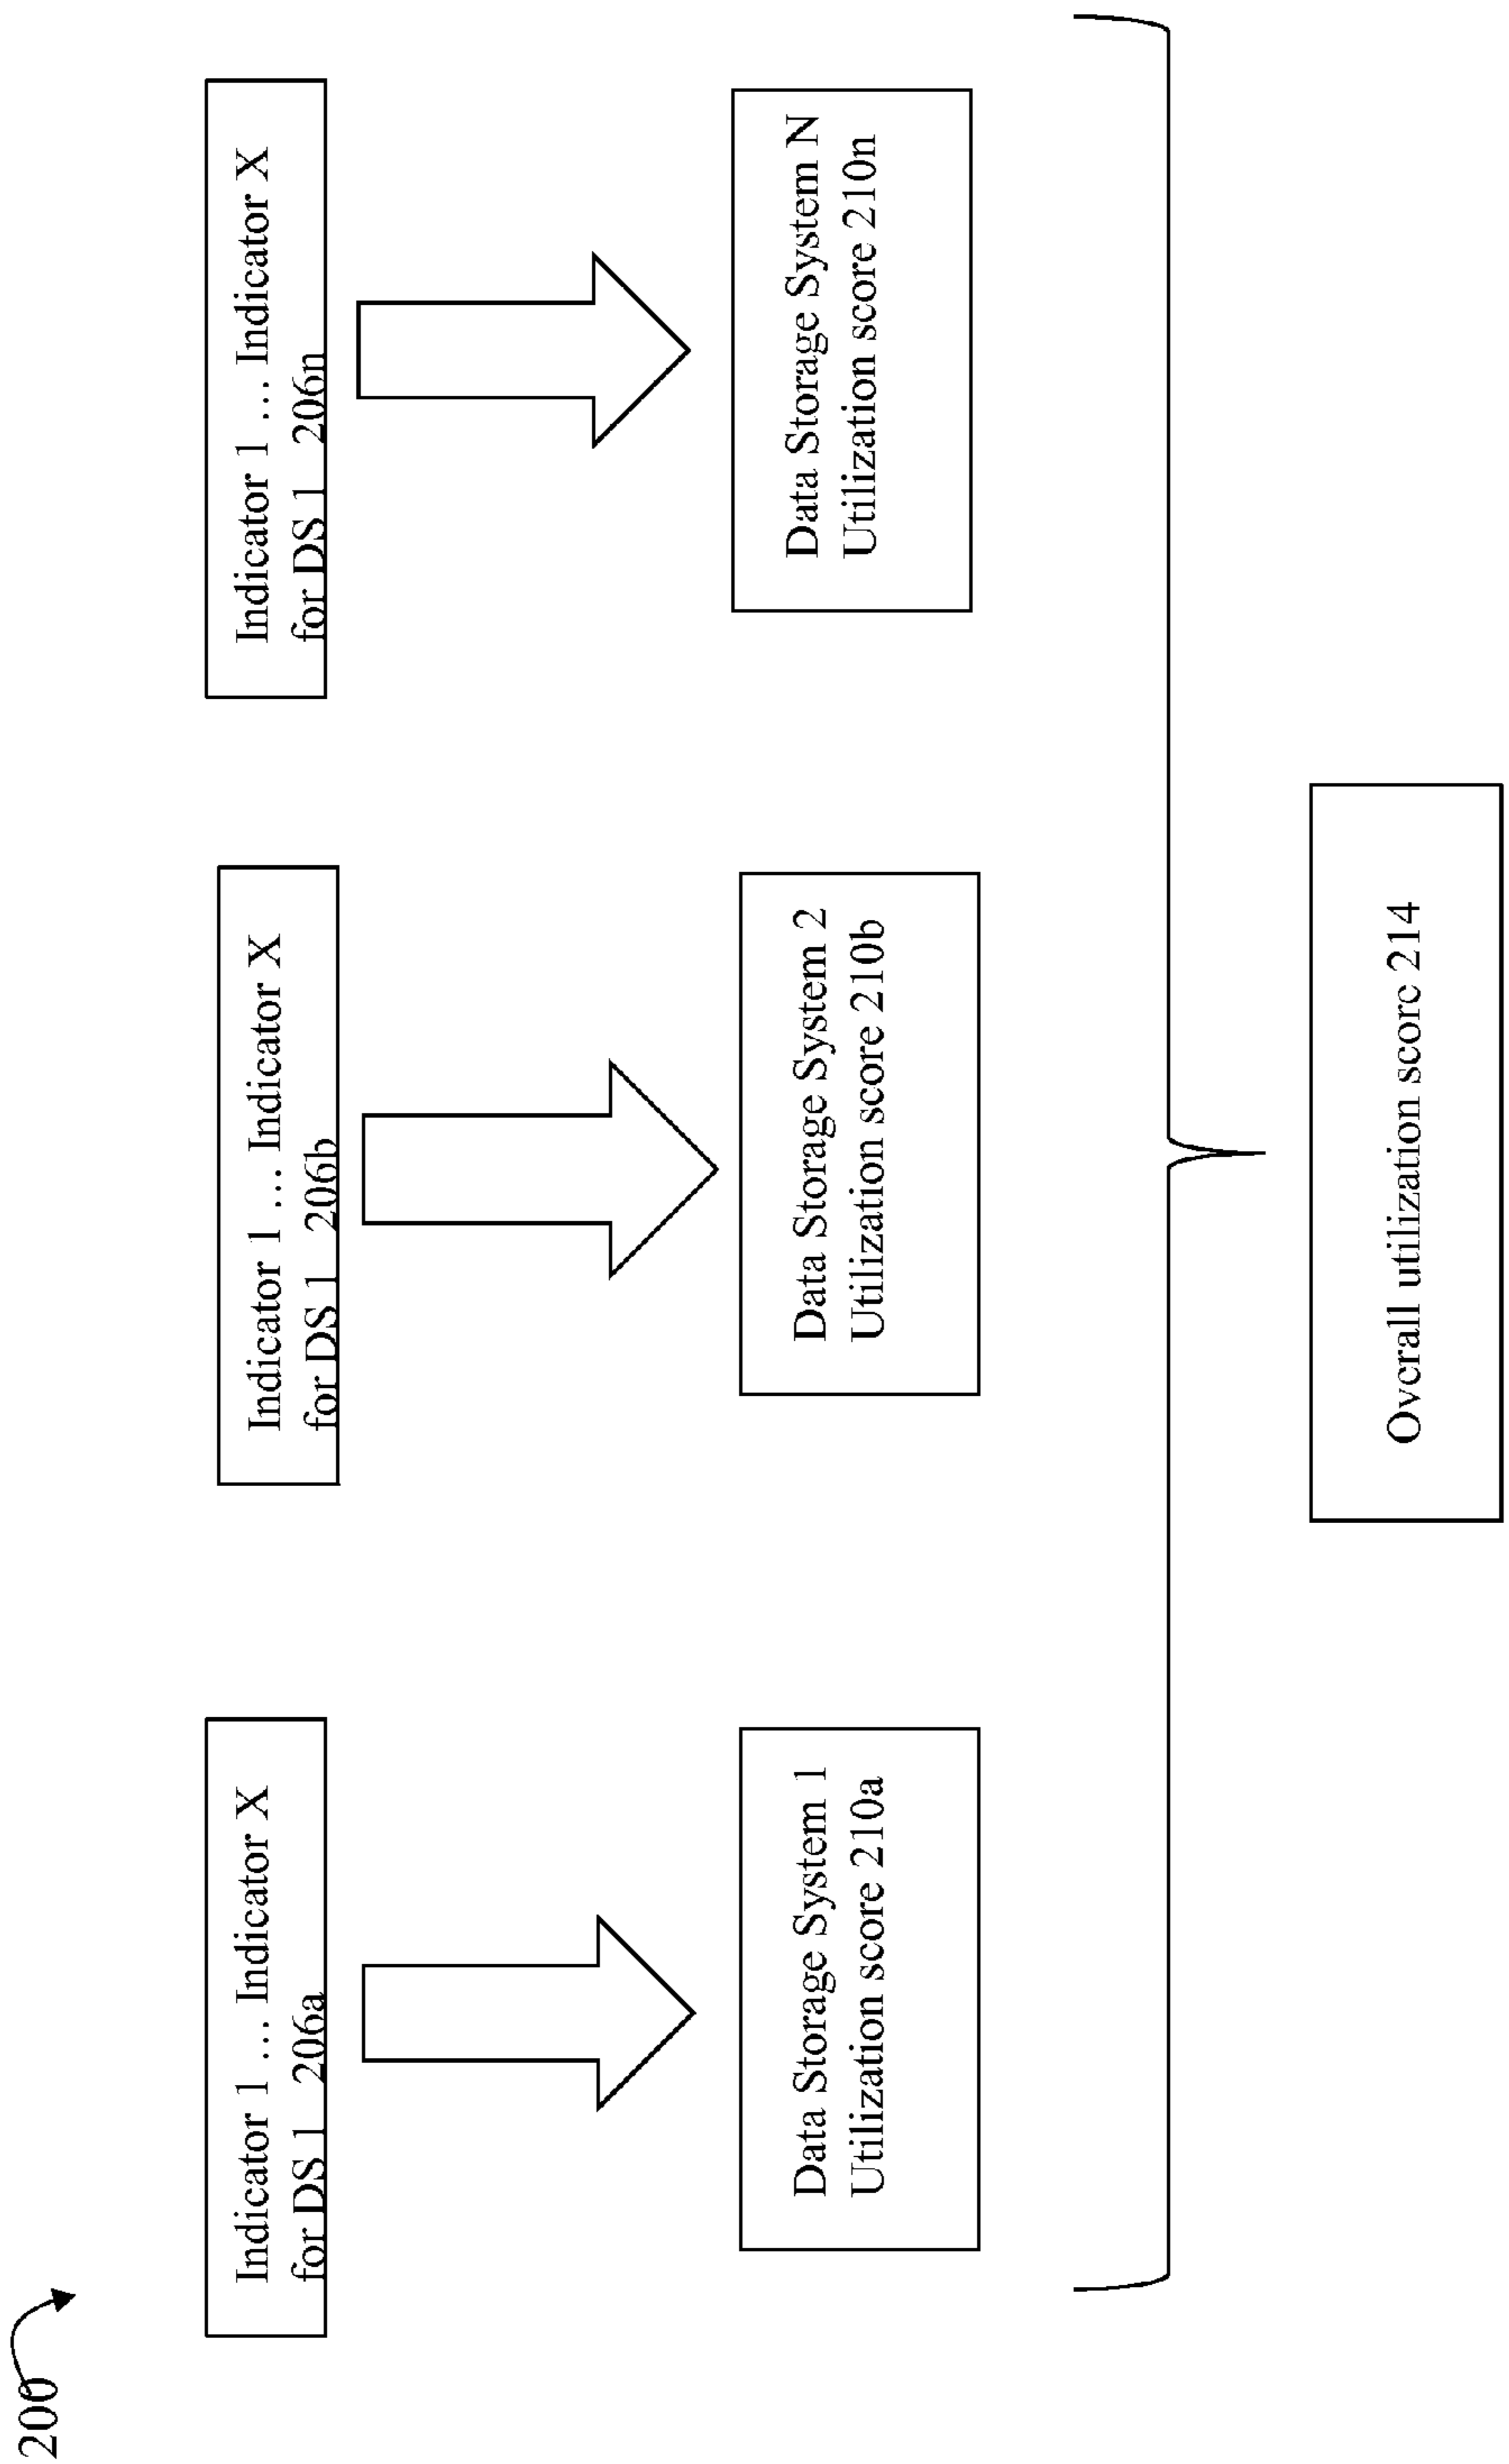 200
Indicator 1 ... Indicator X
for DS 1 206a
Indicator 1 ... Indicator X
for DS 1 206b
Indicator 1 ... Indicator X
for DS 1 206n
Data Storage System 1
Utilization score 210a
Data Storage System 2
Utilization score 210b
Data Storage System N
Utilization score 210n
Overall utilization score 214